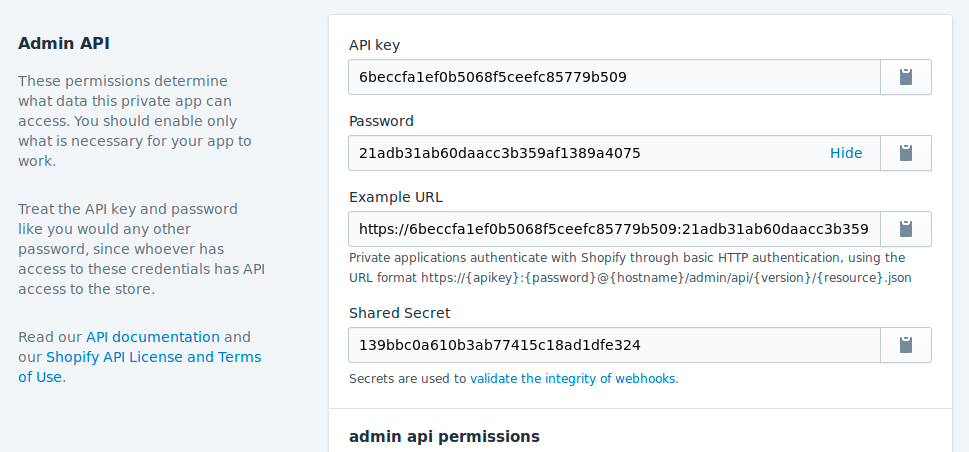 Admin API
These permissions determine
what data this private app can
access. You should enable only
what is necessary for your app to
work.
Treat the API key and password
like you would any other
password, since whoever has
access to these credentials has API
access to the store.
Read our API documentation and
our Shopify API License and Terms
of Use.
API key
6beccfa1ef0b5068f5ceefc85779b509
Password
21adb31ab60daacc3b359af1389a4075 Hide
Example URL
https://6beccfa1ef0b5068f5ceefc85779b509:21adb31ab60daacc3b359
Private applications authenticate with Shopify through basic HTTP authentication, using the
URL format https://{apikey}:{password}@{hostname}/admin/api/{version}/{resource}.json
Shared Secret
139bbc0a610b3ab77415c18ad1dfe324
Secrets are used to validate the integrity of webhooks.
admin api permissions